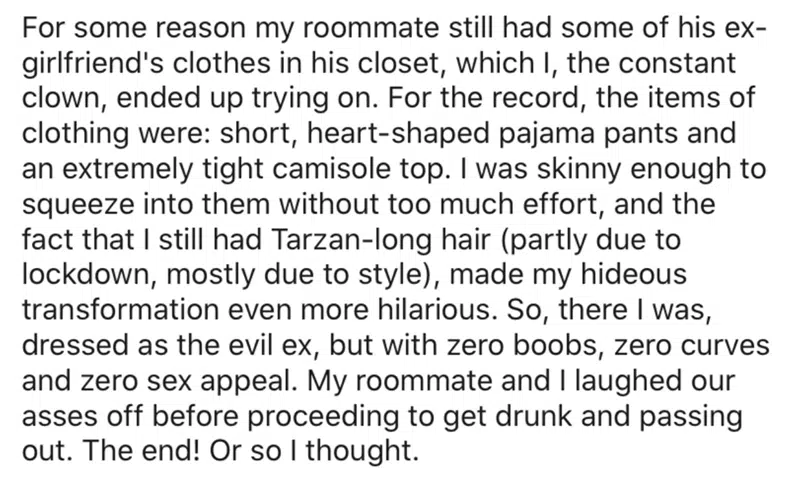 For some reason my roommate still had some of his ex-
girlfriend's clothes in his closet, which I, the constant
clown, ended up trying on. For the record, the items of
clothing were: short, heart-shaped pajama pants and
an extremely tight camisole top. I was skinny enough to
squeeze into them without too much effort, and the
fact that I still had Tarzan-long hair (partly due to
lockdown, mostly due to style), made my hideous
transformation even more hilarious. So, there I was,
dressed as the evil ex, but with zero boobs, zero curves
and zero sex appeal. My roommate and I laughed our
asses off before proceeding to get drunk and passing
out. The end! Or so I thought.